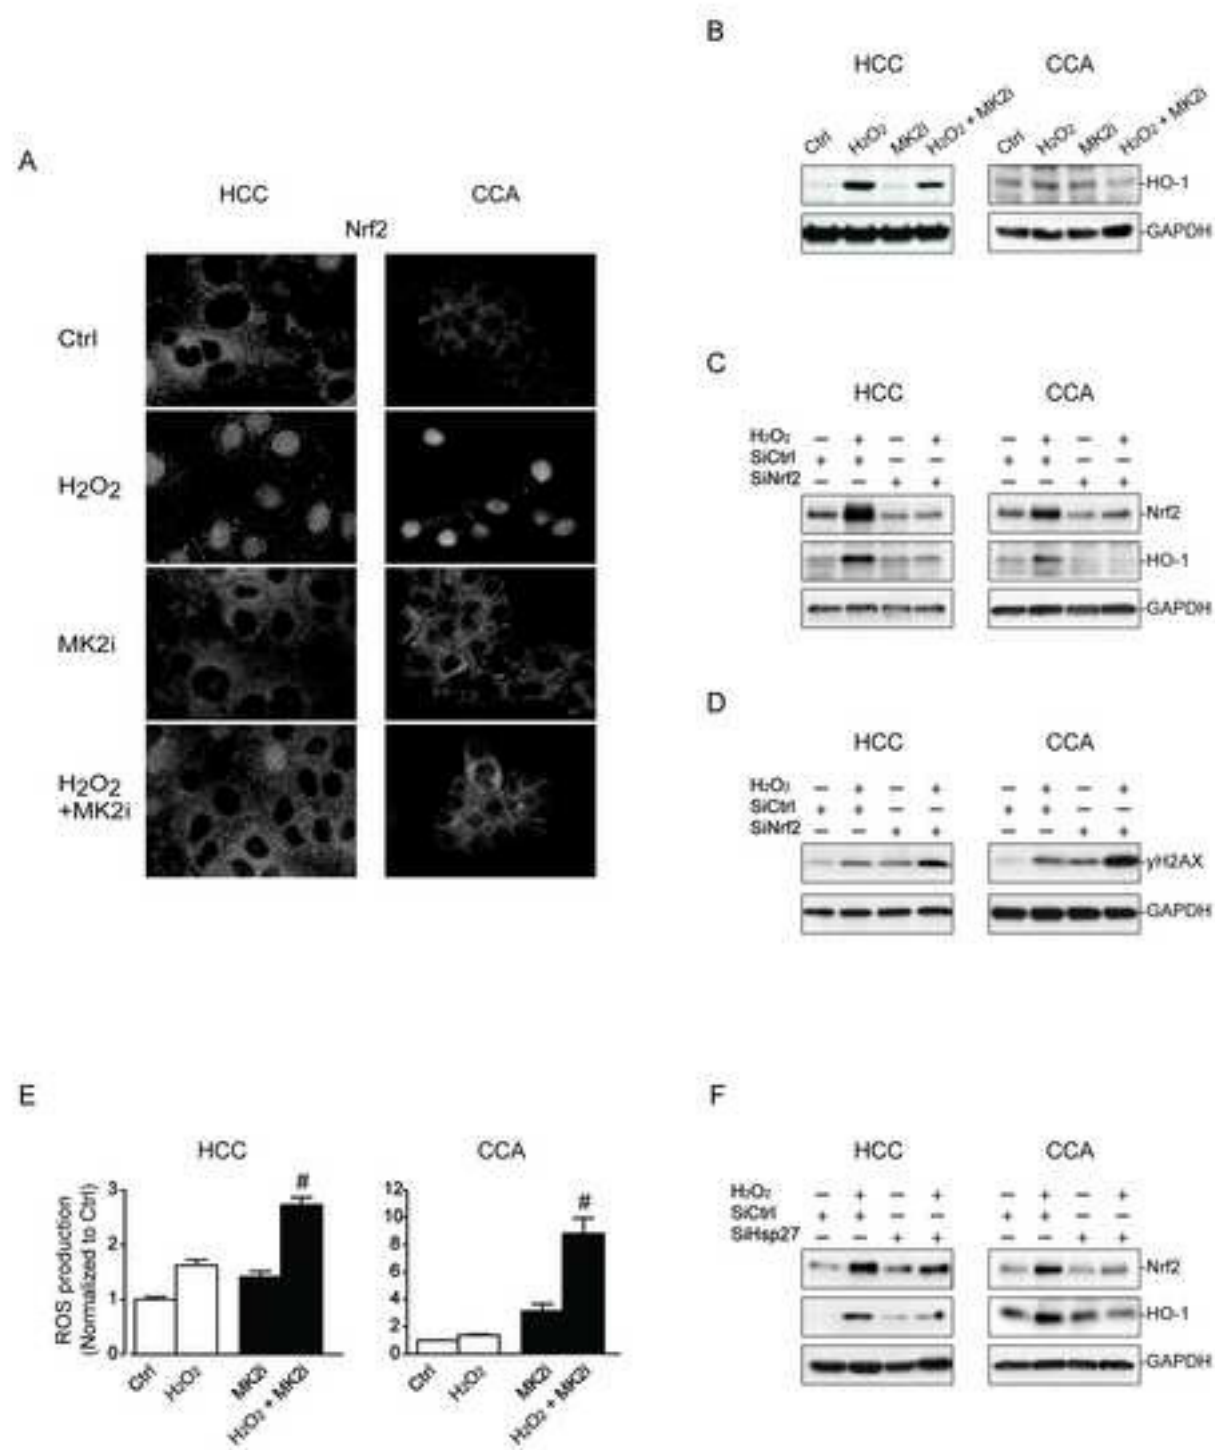 A
HCC CCA
Nrf2
Ctrl
H2O2
MK2i
H2O2
+MK2i
B
HCC CCA
Ctrl H2O2 MK2i H2O2 + MK2i Ctrl H2O2 MK2i H2O2 + MK2i
HO-1
GAPDH
C
HCC CCA
H2O2 − + − + − + − +
SiCtrl + + − − + + − −
SiNrf2 − − + + − − + +
Nrf2
HO-1
GAPDH
D
HCC CCA
H2O2 − + − + − + − +
SiCtrl + + − − + + − −
SiNrf2 − − + + − − + +
γH2AX
GAPDH
E
HCC CCA
ROS production
(Normalized to Ctrl)
3 # 12 #
10
2 8
6
1 4
2
0 0
Ctrl H2O2 MK2i H2O2 + MK2i Ctrl H2O2 MK2i H2O2 + MK2i
F
HCC CCA
H2O2 − + − + − + − +
SiCtrl + + − − + + − −
SiHsp27 − − + + − − + +
Nrf2
HO-1
GAPDH